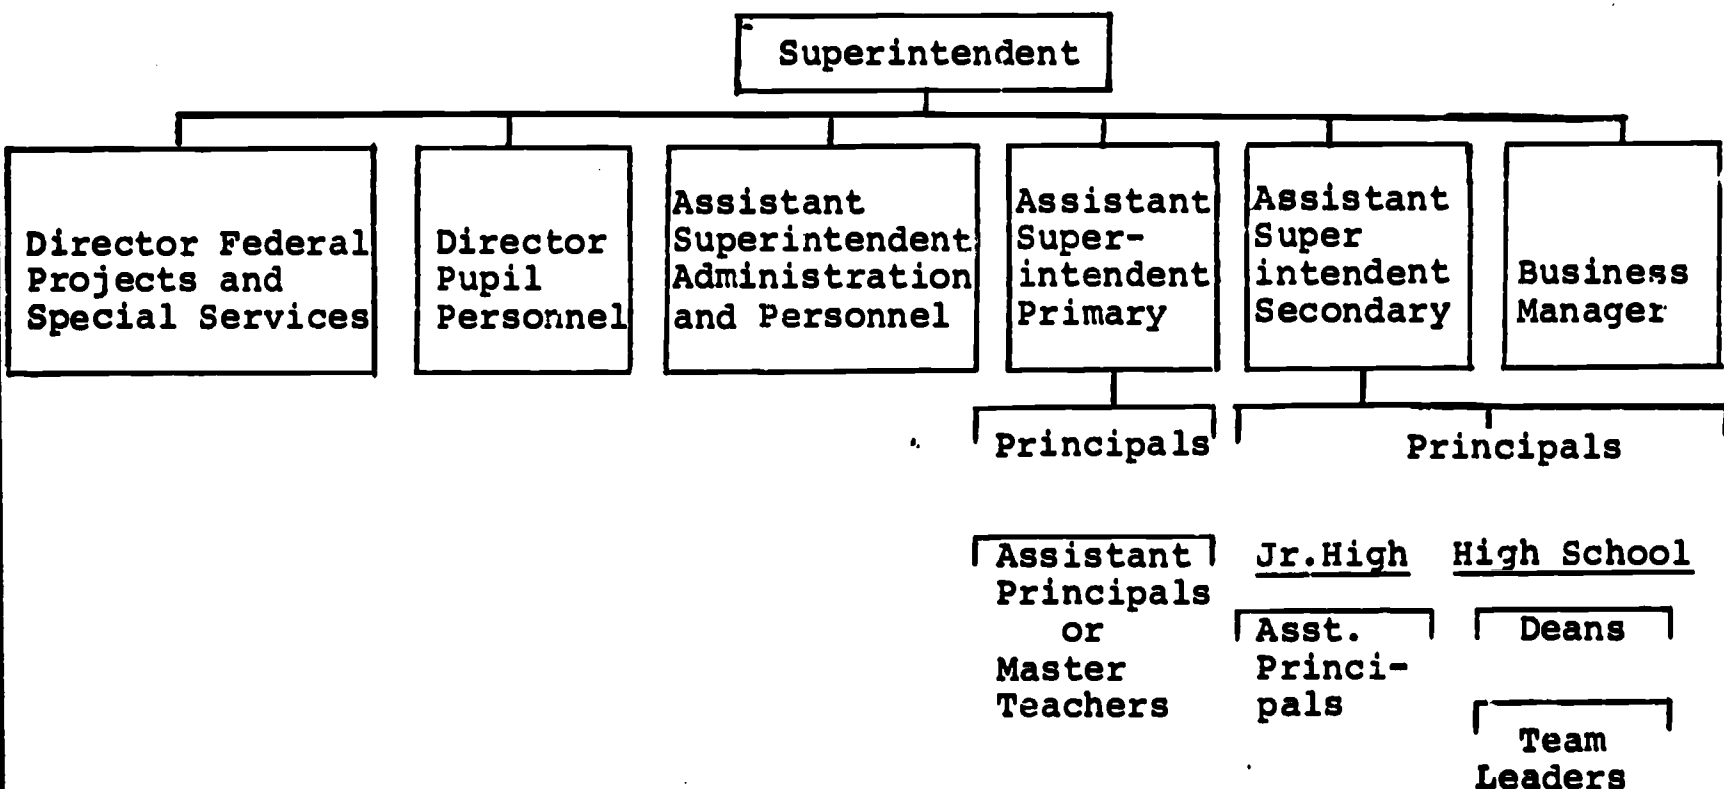 Superintendent
Director Federal
Projects and
Special Services
Director
Pupil
Personnel
Assistant
Superintendent
Administration
and Personnel
Assistant
Super-
intendent
Primary
Assistant
Super
intendent
Secondary
Business
Manager
Principals
Principals
Assistant
Principals
or
Master
Teachers
Jr.High
Asst.
Princi-
pals
High School
Deans
Team
Leaders